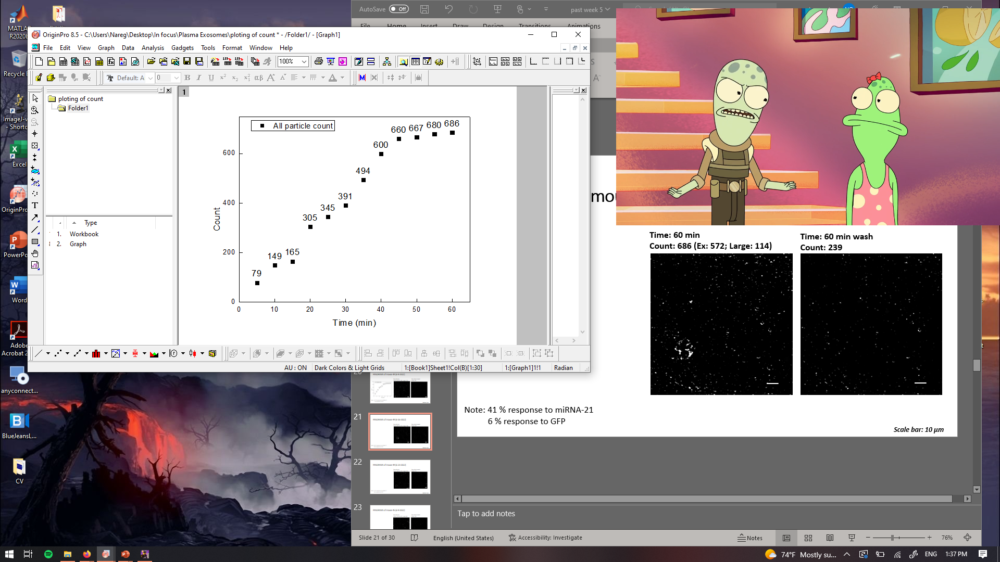 AutoSave Off past week 5
File Home Insert Draw Design Transitions Animations
MATLAB
R2020b
Recycle
ImageJ-w
- Shortc
Excel
OriginPro
PowerPo
Word
Adobe
Acrobat
anyconnect...
BlueJeansL...
CV
OriginPro 8.5 - C:\Users\Nareg\Desktop\In focus\Plasma Exosomes\ploting of count * - /Folder1/ - [Graph1]
File Edit View Graph Data Analysis Gadgets Tools Format Window Help
100%
Default: A 0 B I U
ploting of count
Folder1
Type
1. Workbook
2. Graph
1
All particle count
79 149 165 305 345 391 494 600 660 667 680 686
Count
600
400
200
0
0 10 20 30 40 50 60
Time (min)
AU : ON Dark Colors & Light Grids 1:[Book1]Sheet1!Col(B)[1:30] 1:[Graph1]1!1 Radian
mou
Time: 60 min
Count: 686 (Ex: 572; Large: 114)
Time: 60 min wash
Count: 239
Note: 41 % response to miRNA-21
6 % response to GFP
Scale bar: 10 µm
21
22
23
Tap to add notes
Slide 21 of 30 English (United States) Accessibility: Investigate Notes 76%
74°F Mostly su... ENG 1:37 PM